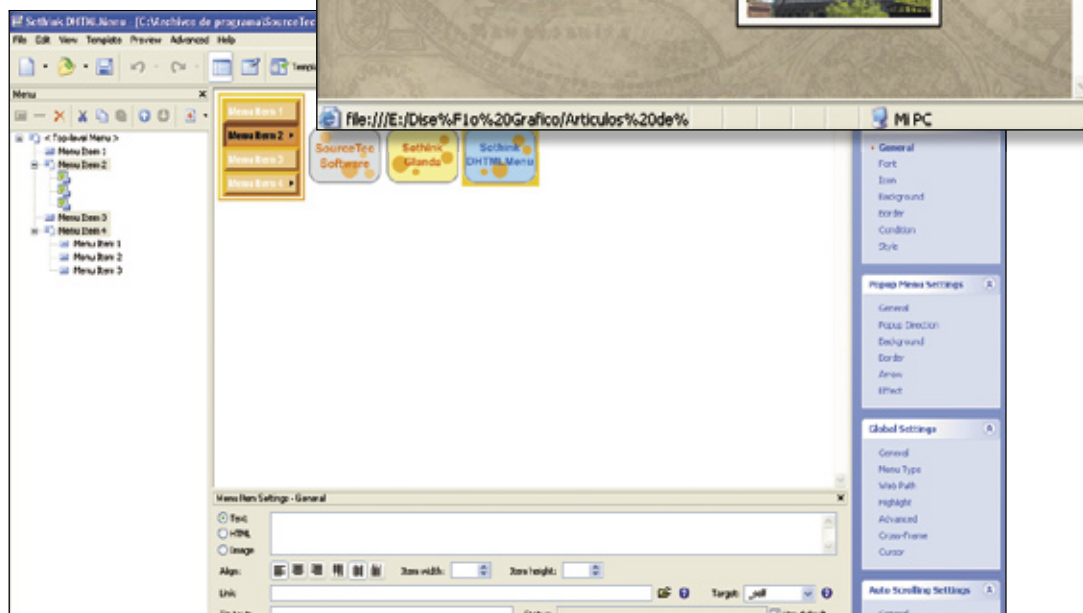 Sothink DHTML Menu - [C:\Archivos de programa\SourceTec
File Edit View Template Preview Advanced Help
Templa
Menu
< Top-level Menu >
Menu Item 1
Menu Item 2
Menu Item 3
Menu Item 4
Menu Item 1
Menu Item 2
Menu Item 3
Menu Item 1
Menu Item 2
Menu Item 3
Menu Item 4
SourceTec Software
Sothink Glanda
Sothink DHTMLMenu
file:///E:/Dise%F1o%20Grafico/Articulos%20de%
Mi PC
General
Font
Icon
Background
Border
Condition
Style
Popup Menu Settings
General
Popup Direction
Background
Border
Arrow
Effect
Global Settings
General
Menu Type
Web Path
Highlight
Advanced
Cross-Frame
Cursor
Auto Scrolling Settings
General
Menu Item Settings - General
Text
HTML
Image
Align: Item width: Item height:
Link: Target: _self